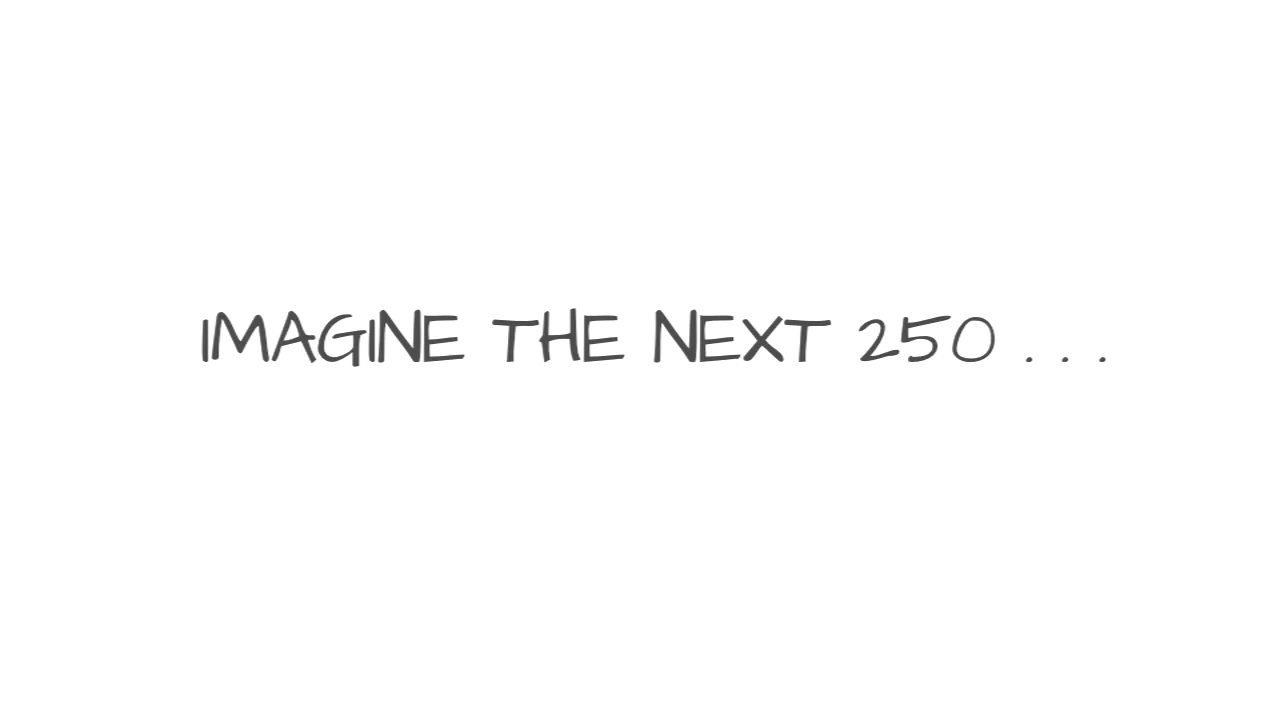 IMAGINE THE NEXT 250 . . .